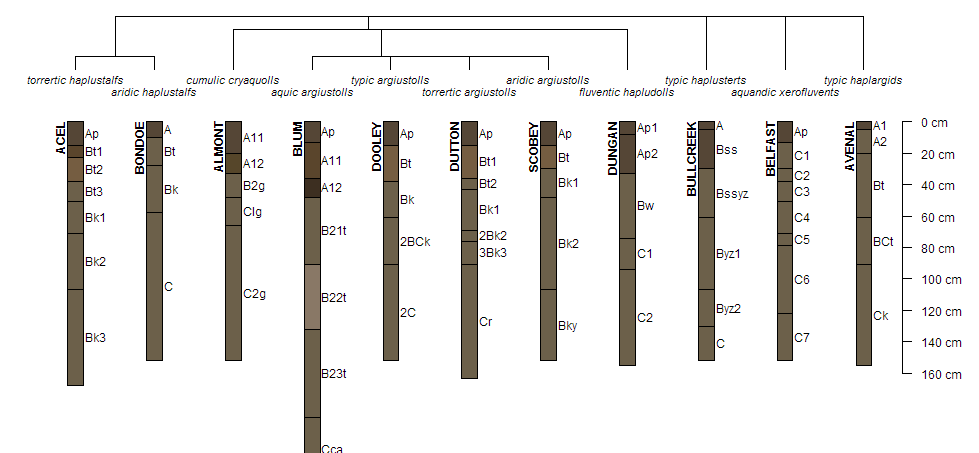 torrertic haplustalfs
aridic haplustalfs
cumulic cryaquolls
aquic argiustolls
typic argiustolls
torrertic argiustolls
aridic argiustolls
fluventic hapludolls
typic haplusterts
aquandic xerofluvents
typic haplargids
ACEL
Ap
Bt1
Bt2
Bt3
Bk1
Bk2
Bk3
BONDOE
A
Bt
Bk
C
ALMONT
A11
A12
B2g
CIg
C2g
BLUM
Ap
A11
A12
B21t
B22t
B23t
Cca
DOOLEY
Ap
Bt
Bk
2BCk
2C
DUTTON
Ap
Bt1
Bt2
Bk1
2Bk2
3Bk3
Cr
SCOBEY
Ap
Bt
Bk1
Bk2
Bky
DUNGAN
Ap1
Ap2
Bw
C1
C2
BULLCREEK
A
Bss
Bssyz
Byz1
Byz2
C
BELFAST
Ap
C1
C2
C3
C4
C5
C6
C7
AVENAL
A1
A2
Bt
BCt
Ck
0 cm
20 cm
40 cm
60 cm
80 cm
100 cm
120 cm
140 cm
160 cm